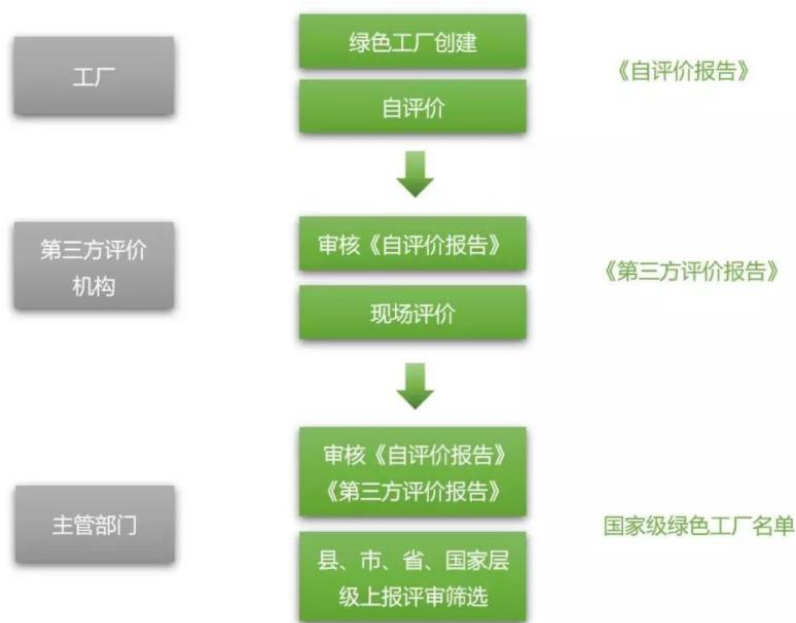 绿色工厂创建
工厂
《自评价报告》
自评价
第三方评价
机构
审核《自评价报告》
《第三方评价报告》
现场评价
审核《自评价报告》
《第三方评价报告》
主管部门
国家级绿色工厂名单
县、市、省、国家层
级上报评审筛选